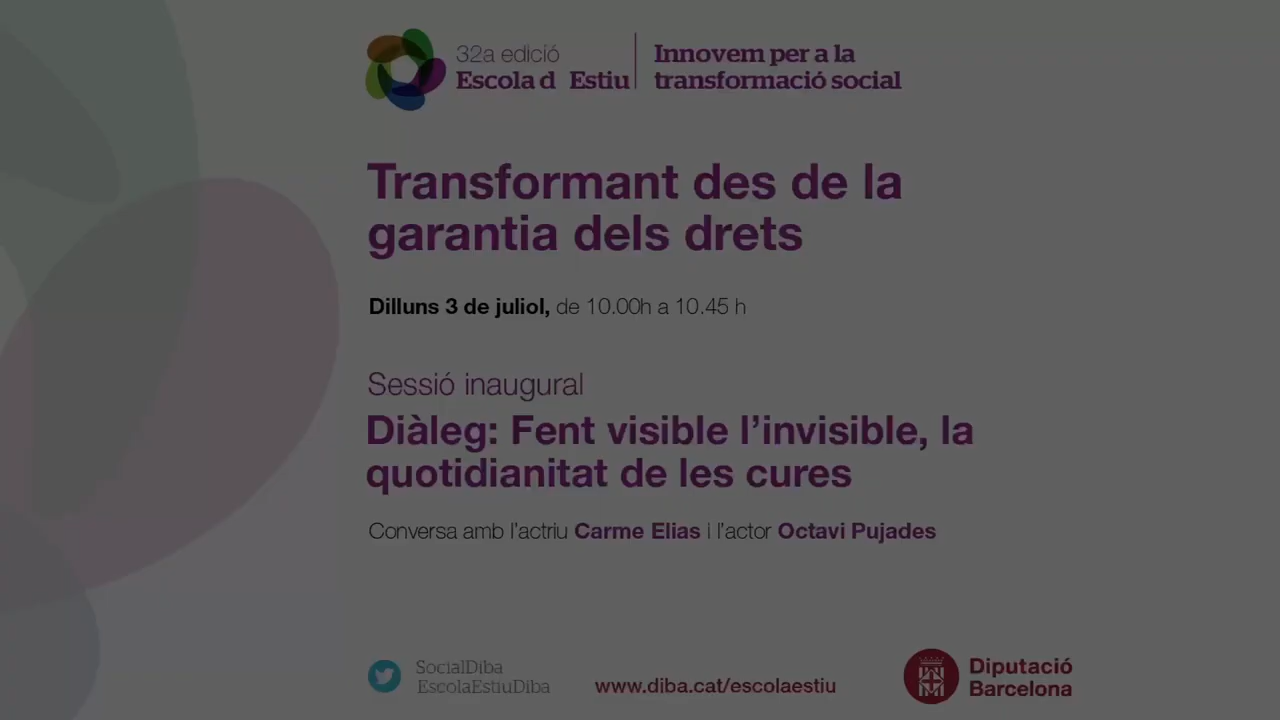 32a edició
Escola d Estiu
Innovem per a la
transformació social
Transformant des de la
garantia dels drets
Dilluns 3 de juliol, de 10.00h a 10.45 h
Sessió inaugural
Diàleg: Fent visible l’invisible, la
quotidianitat de les cures
Conversa amb l’actriu Carme Elias i l’actor Octavi Pujades
SocialDiba
EscolaEstiuDiba
www.diba.cat/escolaestiu
Diputació
Barcelona